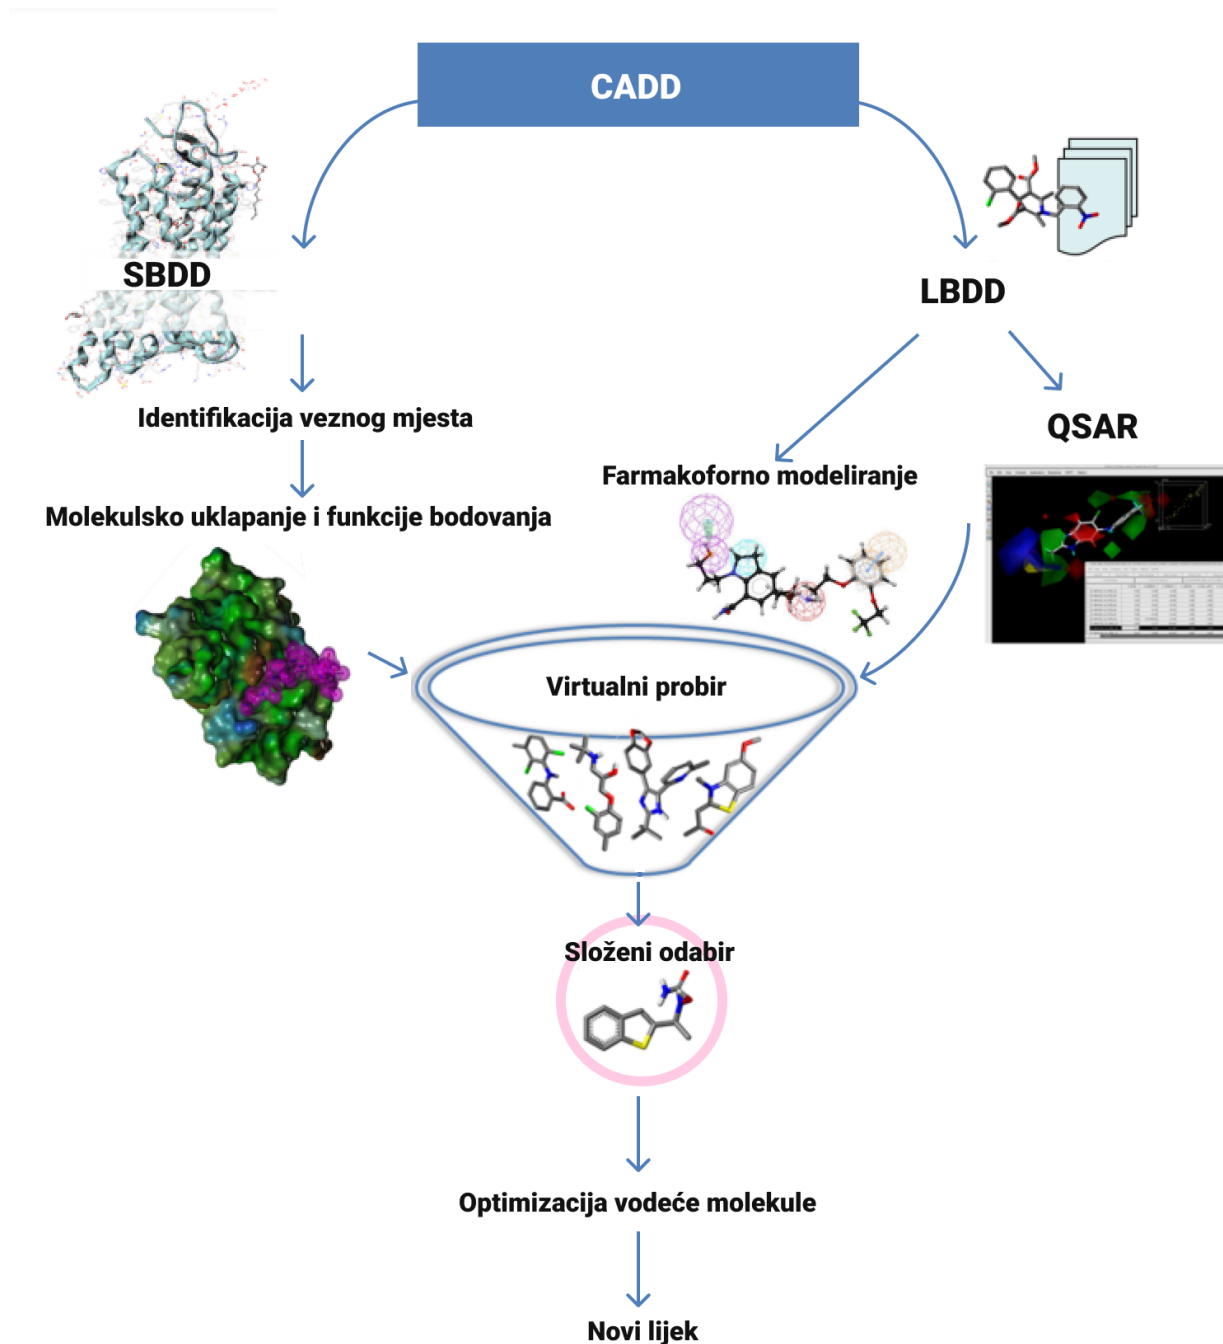 CADD
SBDD
LBDD
Identifikacija veznog mjesta
QSAR
Farmakoforno modeliranje
Molekulsko uklapanje i funkcije bodovanja
Virtualni probir
Složeni odabir
Optimizacija vodeće molekule
Novi lijek